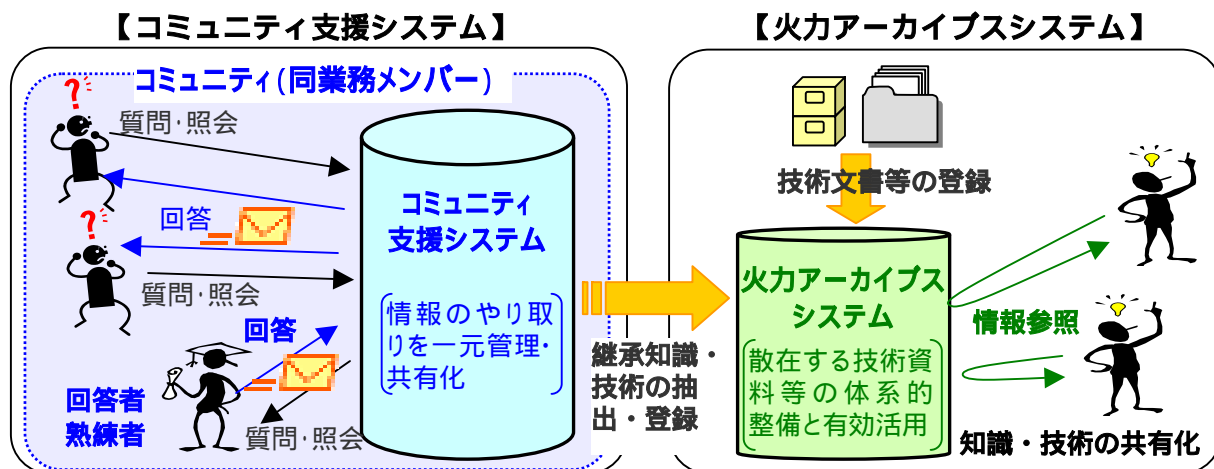 【コミュニティ支援システム】
コミュニティ(同業務メンバー)
?
質問・照会
回答
?
質問・照会
回答
回答者
熟練者
質問・照会
コミュニティ
支援システム
情報のやり取
りを一元管理・
共有化
継承知識・
技術の抽
出・登録
【火力アーカイブスシステム】
技術文書等の登録
火力アーカイブス
システム
散在する技術資
料等の体系的
整備と有効活用
情報参照
知識・技術の共有化